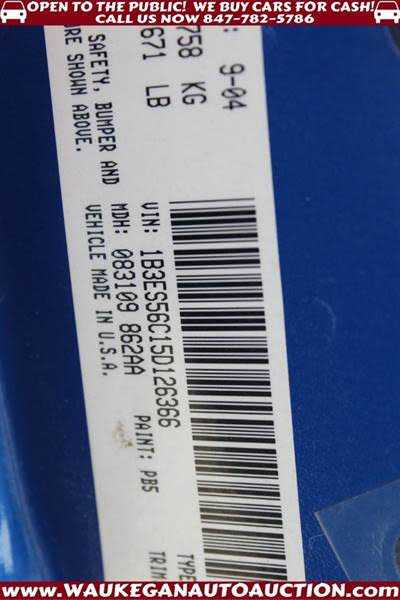 OPEN TO THE PUBLIC! WE BUY CARS FOR CASH!
CALL US NOW 847-782-5786
: 9-04
758 KG
671 LB
SAFETY, BUMPER AND
RE SHOWN ABOVE.
VIN: 1B3ES56C15D126366
MDH: 083109 862AA PAINT: PB5
VEHICLE MADE IN U.S.A.
TYPE
TRIM
WWW.WAUKEGANAUTOAUCTION.COM